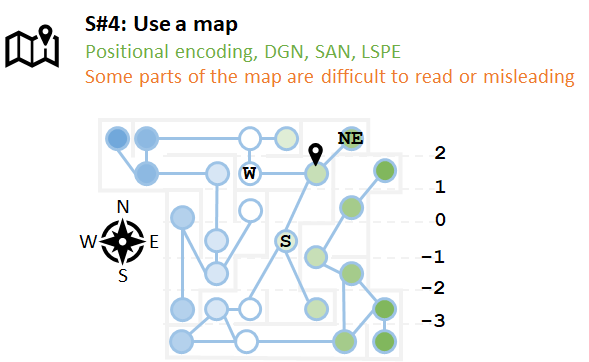 S#4: Use a map
Positional encoding, DGN, SAN, LSPE
Some parts of the map are difficult to read or misleading
NE
2
W
1
N
0
W E
S
S
-1
-2
-3